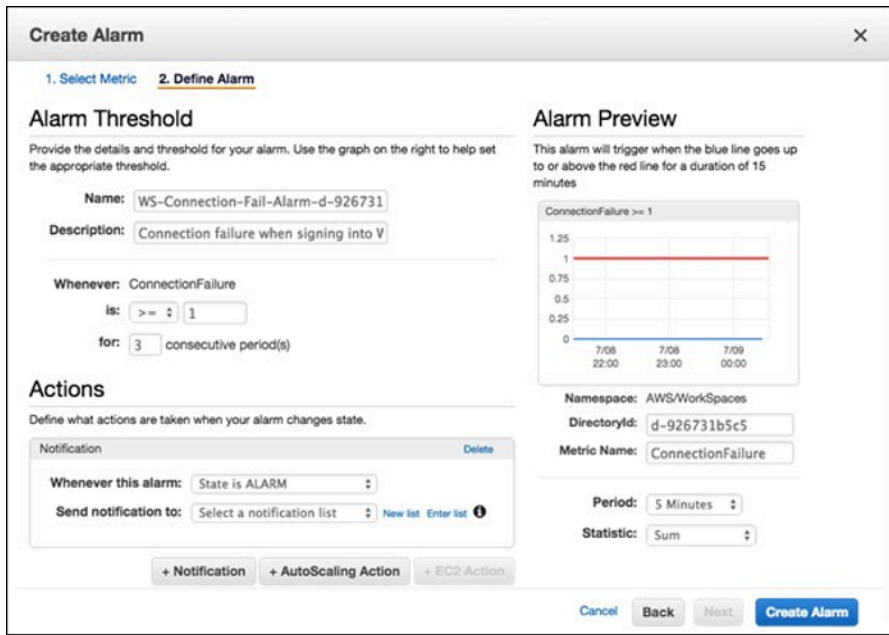 Create Alarm
×
1. Select Metric 2. Define Alarm
Alarm Threshold
Provide the details and threshold for your alarm. Use the graph on the right to help set
the appropriate threshold.
Name: WS-Connection-Fail-Alarm-d-926731
Description: Connection failure when signing into W
Whenever: ConnectionFailure
is: >= 1
for: 3 consecutive period(s)
Actions
Define what actions are taken when your alarm changes state.
Notification Delete
Whenever this alarm: State is ALARM
Send notification to: Select a notification list New list Enter list i
+ Notification + AutoScaling Action + EC2 Action
Alarm Preview
This alarm will trigger when the blue line goes up
to or above the red line for a duration of 15
minutes
ConnectionFailure >= 1
1.25
1
0.75
0.5
0.25
0
7/08 7/08 7/09
22:00 23:00 00:00
Namespace: AWS/WorkSpaces
DirectoryId: d-926731b5c5
Metric Name: ConnectionFailure
Period: 5 Minutes
Statistic: Sum
Cancel Back Next Create Alarm